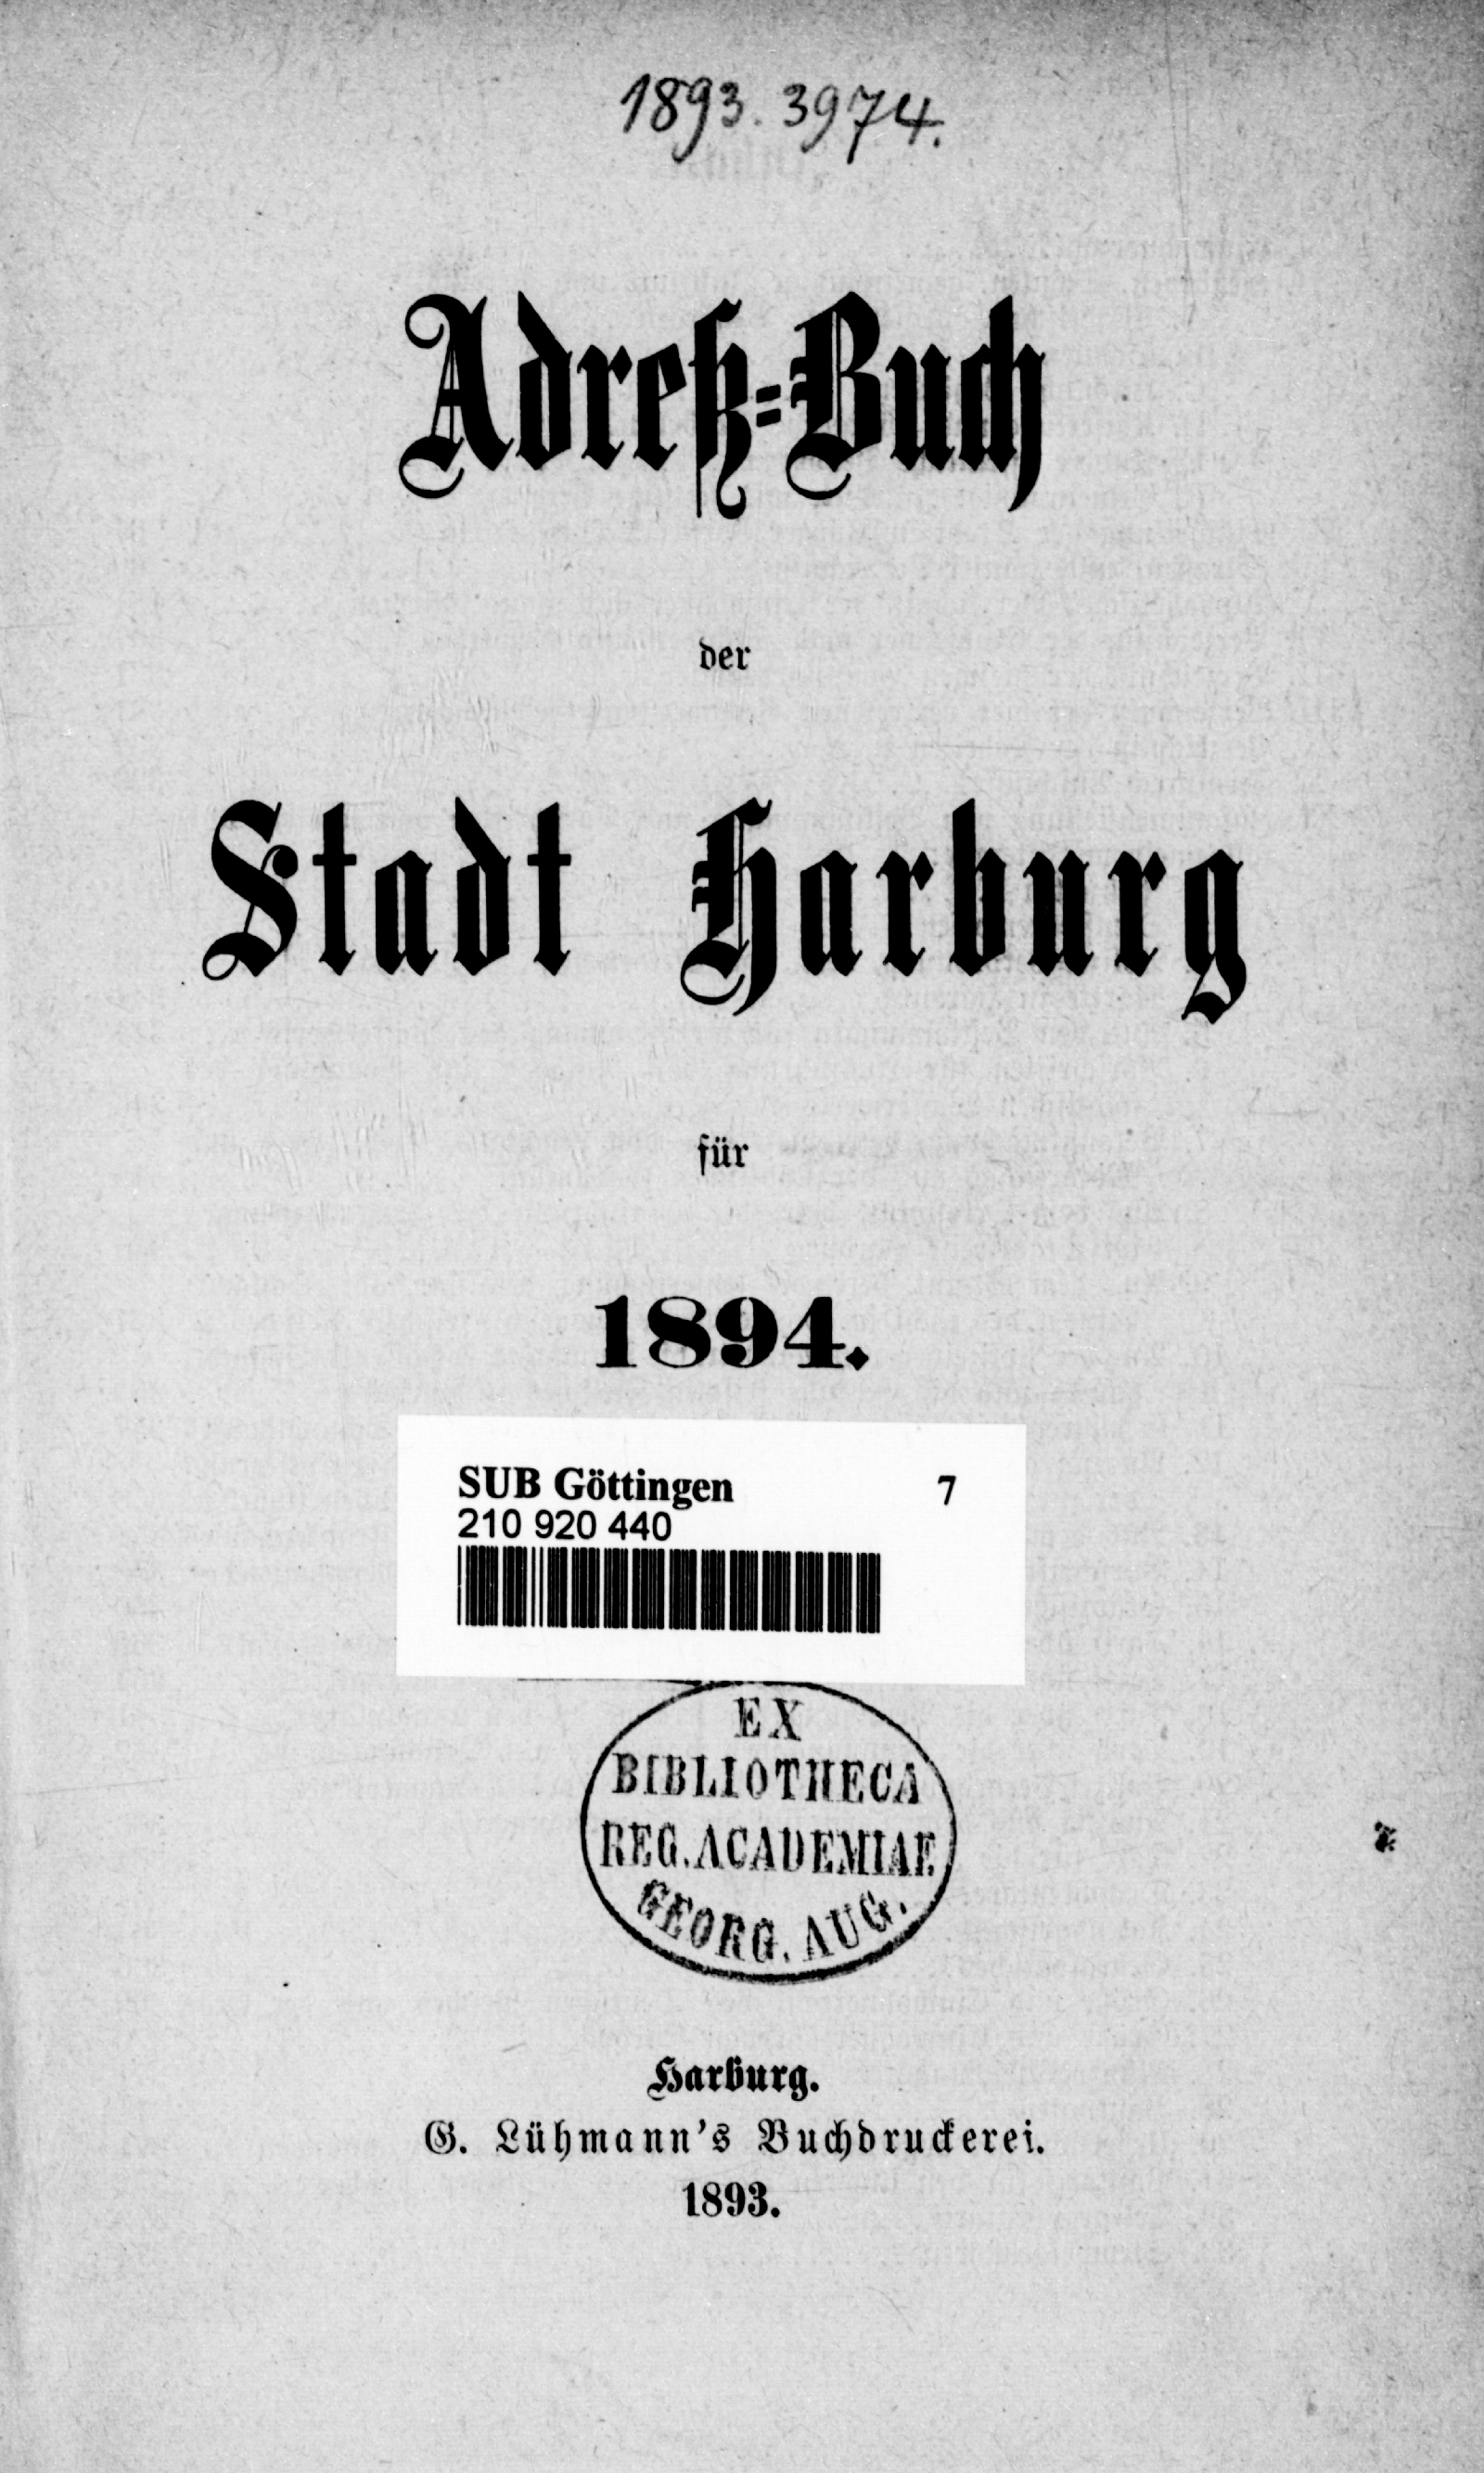 1893. 3974.
Adreß=Buch
der
Stadt Harburg
für
1894.
SUB Göttingen 7
210 920 440
EX
BIBLIOTHECA
REG. ACADEMIAE
GEORG. AUG.
Harburg.
G. Lühmann's Buchdruckerei.
1893.